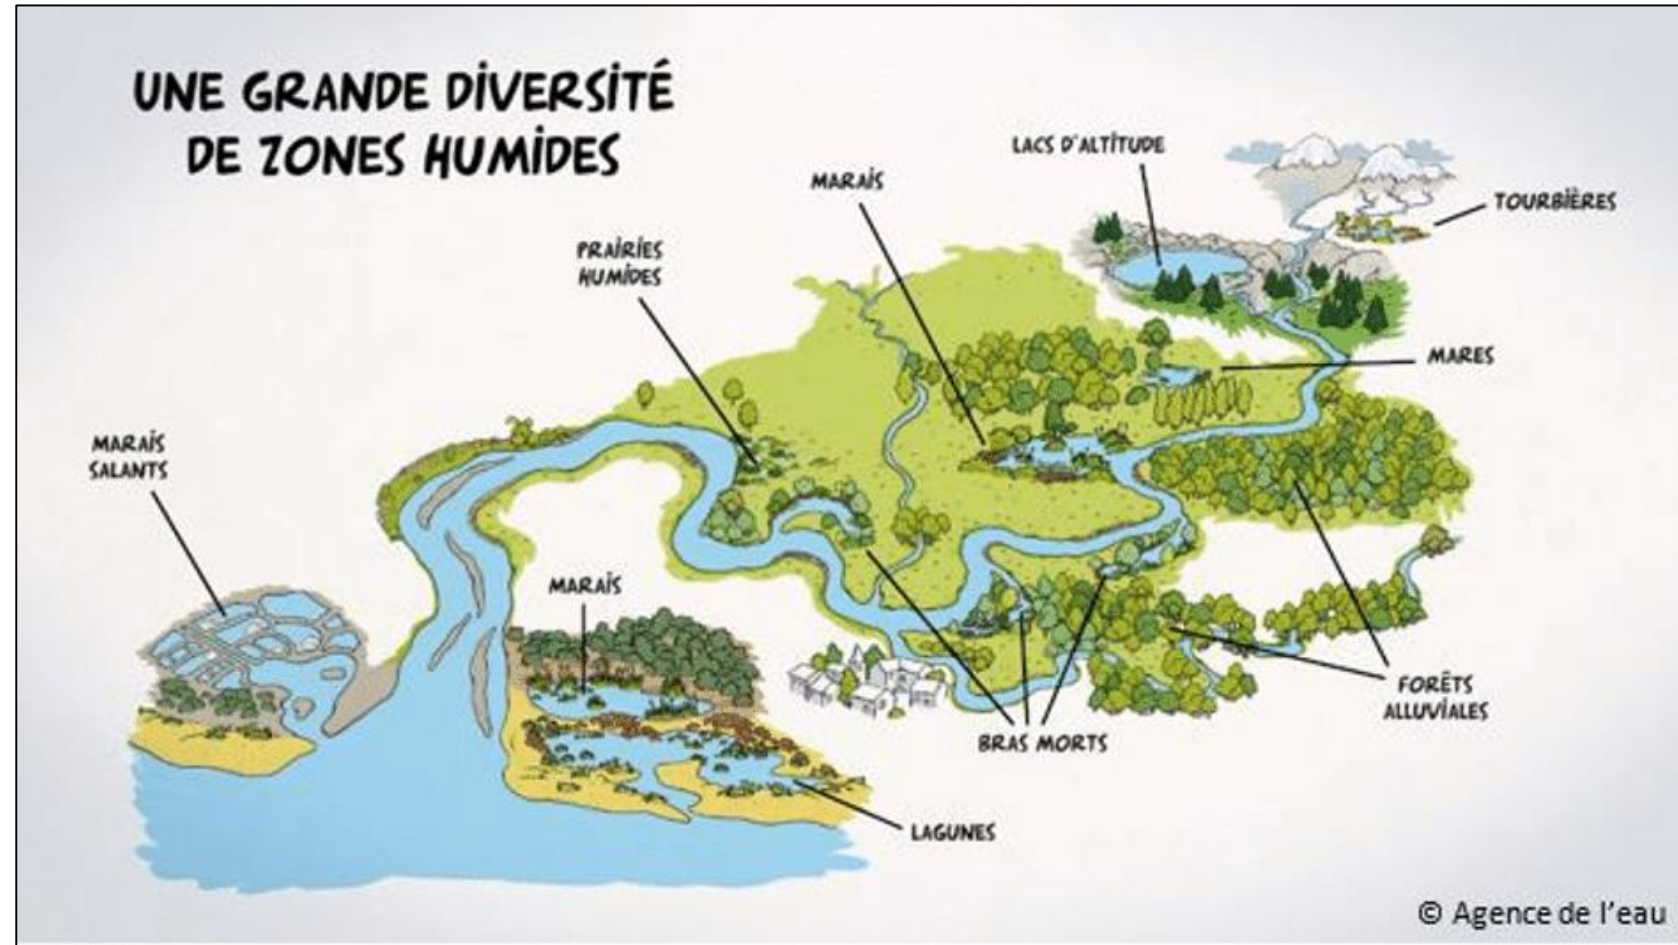 UNE GRANDE DIVERSITÉ
DE ZONES HUMIDES
LACS D'ALTITUDE
MARAIS
TOURBIÈRES
PRAIRIES
HUMIDES
MARES
MARAIS
SALANTS
MARAIS
FORÊTS
ALLUVIALES
BRAS MORTS
LAGUNES
© Agence de l'eau